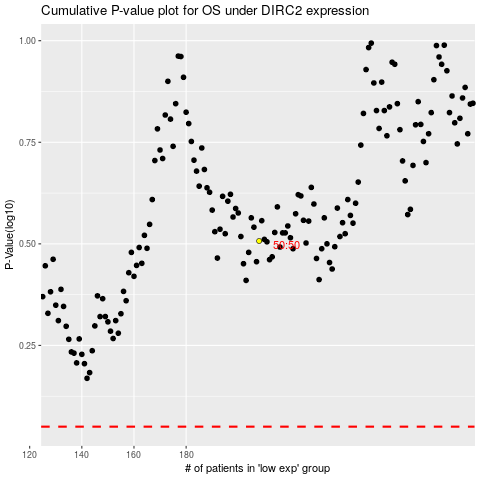 Cumulative P-value plot for OS under DIRC2 expression
1.00
0.75
0.50
0.25
P-Value(log10)
50:50
120 140 160 180
# of patients in 'low exp' group